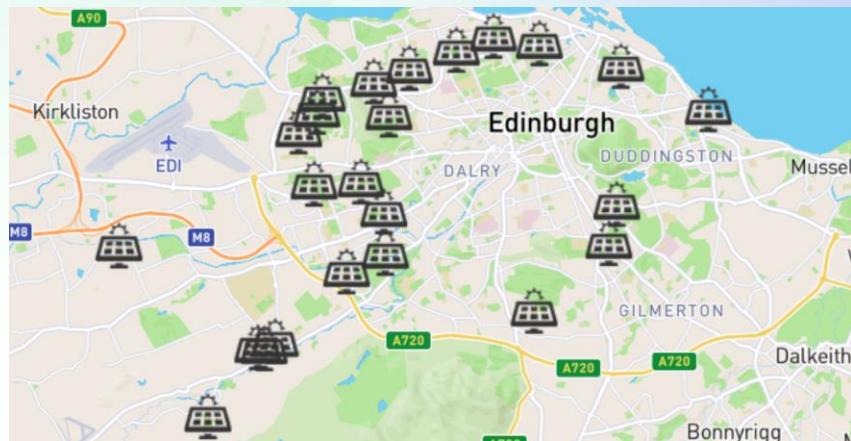 A90
Kirkliston
Edinburgh
EDI
DALRY
DUDDINGSTON
Mussel
M8
M8
GILMERTON
A720
A720
A720
Dalkeith
Bonnyrigg